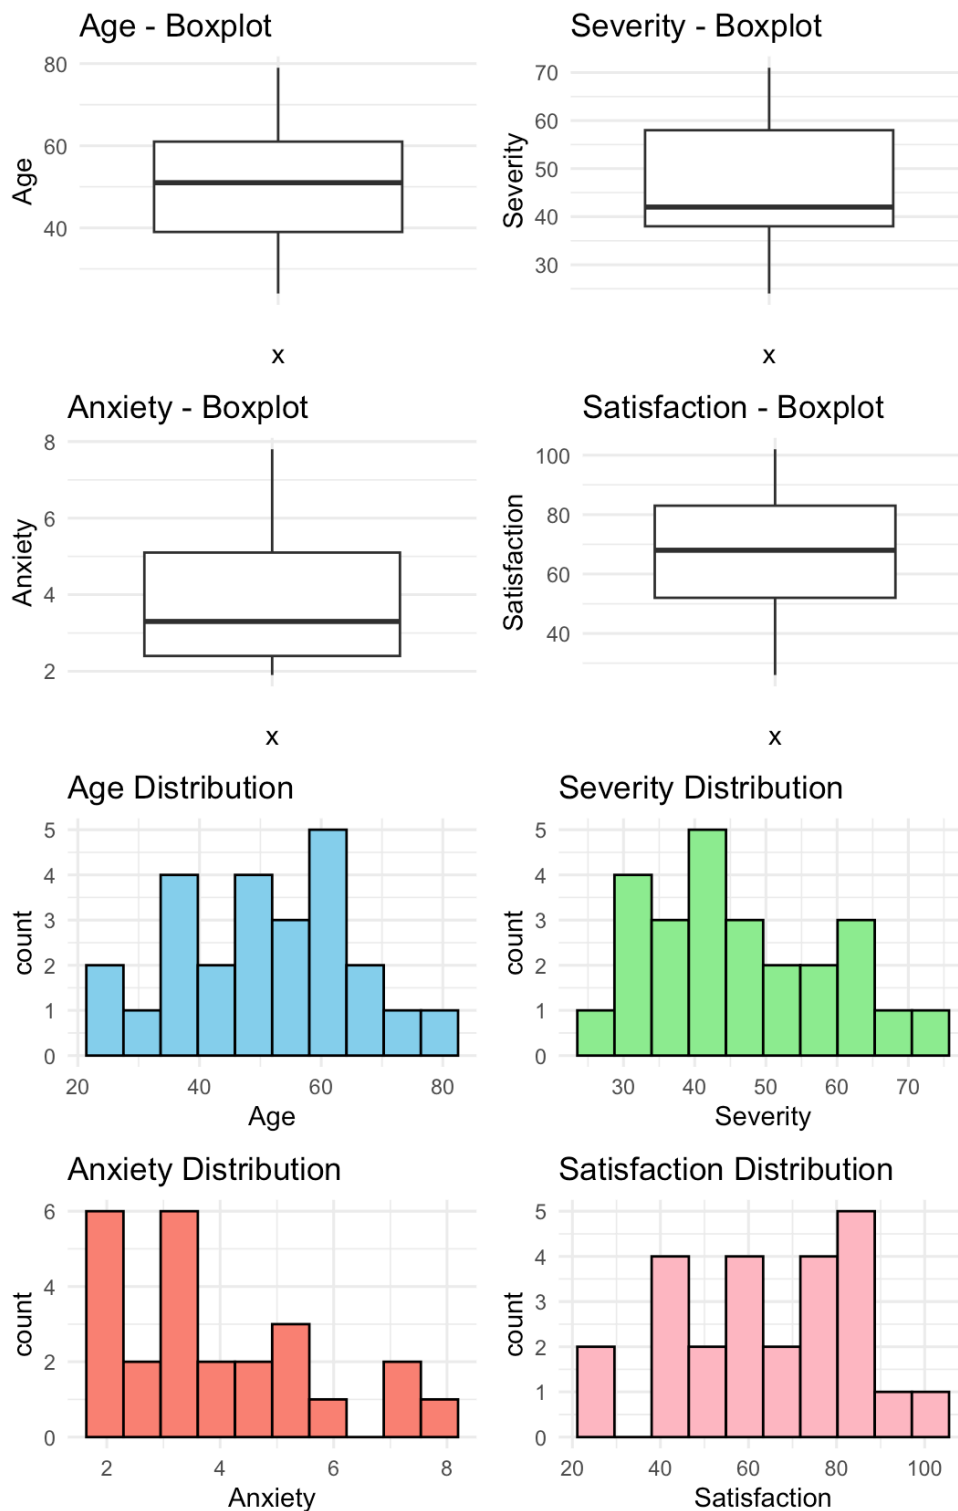 Age - Boxplot
80
60
40
Age
x
Severity - Boxplot
70
60
50
40
30
Severity
x
Anxiety - Boxplot
8
6
4
2
Anxiety
x
Satisfaction - Boxplot
100
80
60
40
Satisfaction
x
Age Distribution
5
4
3
2
1
0
count
20 40 60 80
Age
Severity Distribution
5
4
3
2
1
0
count
30 40 50 60 70
Severity
Anxiety Distribution
6
4
2
0
count
2 4 6 8
Anxiety
Satisfaction Distribution
5
4
3
2
1
0
count
20 40 60 80 100
Satisfaction